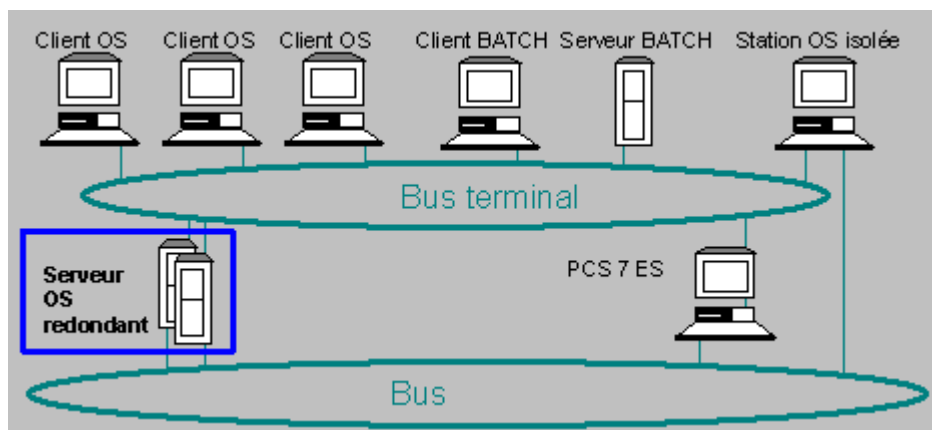 Client OS Client OS Client OS Client BATCH Serveur BATCH Station OS isolée
Bus terminal
Serveur
OS
redondant
PCS 7 ES
Bus